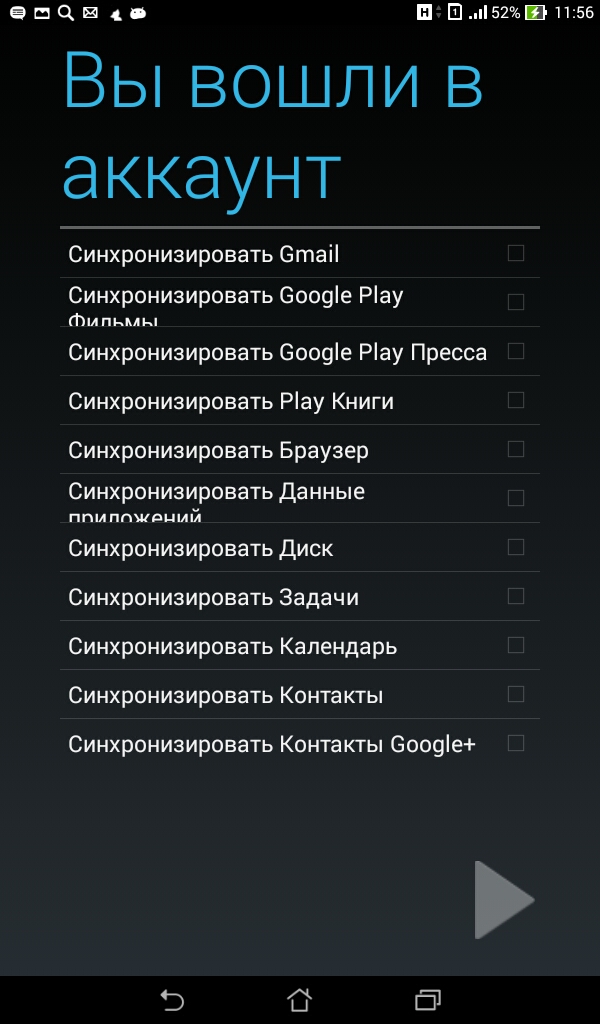 H 1 52% 11:56
Вы вошли в
аккаунт
Синхронизировать Gmail
Синхронизировать Google Play
Фильмы
Синхронизировать Google Play Пресса
Синхронизировать Play Книги
Синхронизировать Браузер
Синхронизировать Данные
приложений
Синхронизировать Диск
Синхронизировать Задачи
Синхронизировать Календарь
Синхронизировать Контакты
Синхронизировать Контакты Google+